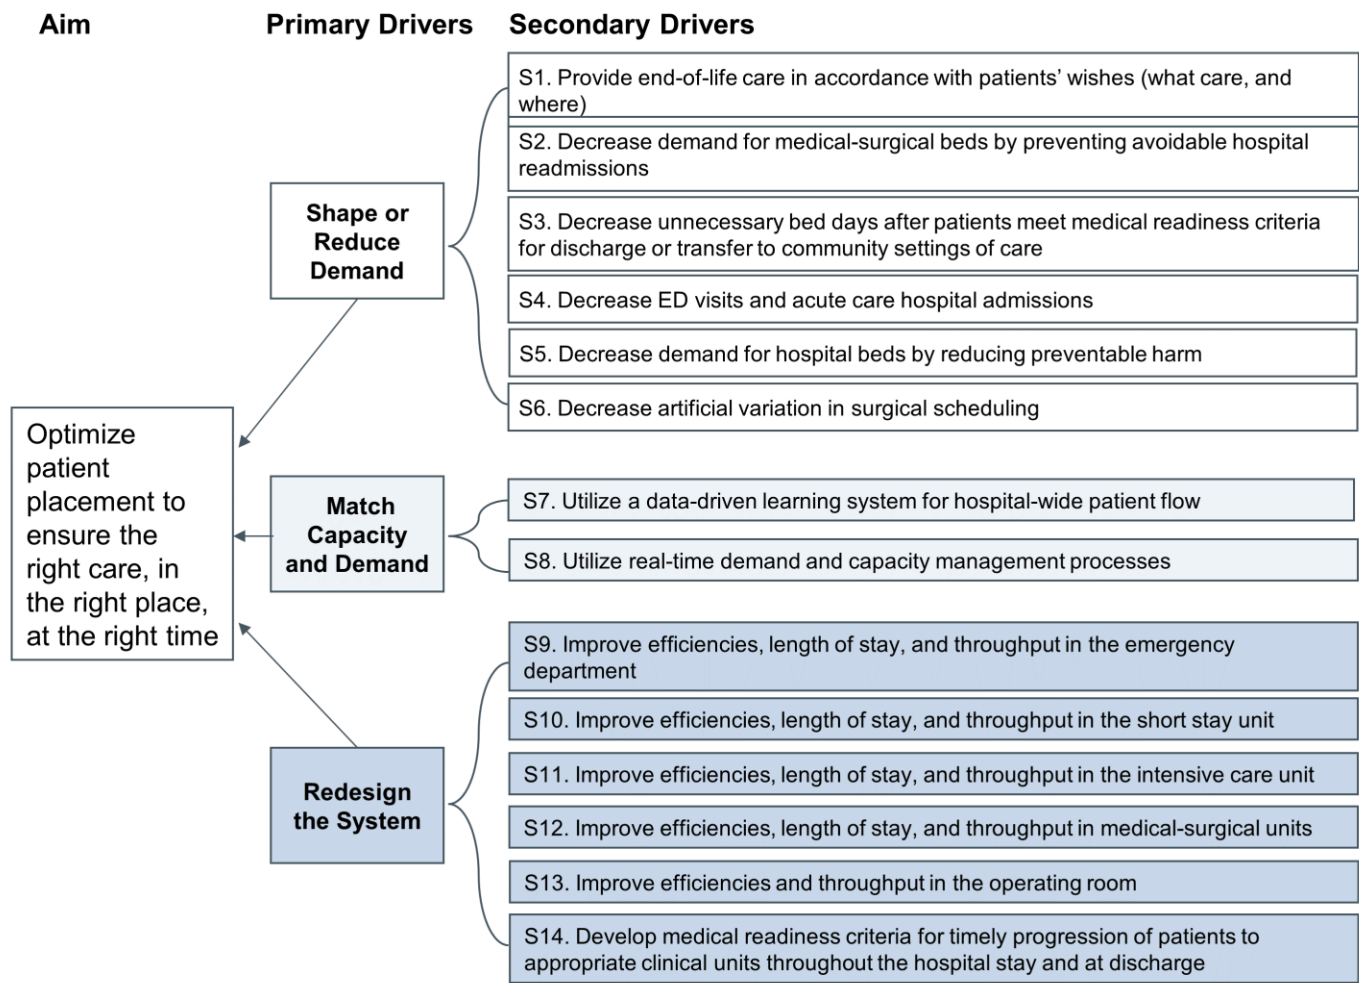 Aim
Primary Drivers
Secondary Drivers
S1. Provide end-of-life care in accordance with patients’ wishes (what care, and
where)
S2. Decrease demand for medical-surgical beds by preventing avoidable hospital
readmissions
Shape or
Reduce
Demand
S3. Decrease unnecessary bed days after patients meet medical readiness criteria
for discharge or transfer to community settings of care
S4. Decrease ED visits and acute care hospital admissions
S5. Decrease demand for hospital beds by reducing preventable harm
S6. Decrease artificial variation in surgical scheduling
Optimize
patient
placement to
ensure the
right care, in
the right place,
at the right time
Match
Capacity
and Demand
S7. Utilize a data-driven learning system for hospital-wide patient flow
S8. Utilize real-time demand and capacity management processes
Redesign
the System
S9. Improve efficiencies, length of stay, and throughput in the emergency
department
S10. Improve efficiencies, length of stay, and throughput in the short stay unit
S11. Improve efficiencies, length of stay, and throughput in the intensive care unit
S12. Improve efficiencies, length of stay, and throughput in medical-surgical units
S13. Improve efficiencies and throughput in the operating room
S14. Develop medical readiness criteria for timely progression of patients to
appropriate clinical units throughout the hospital stay and at discharge